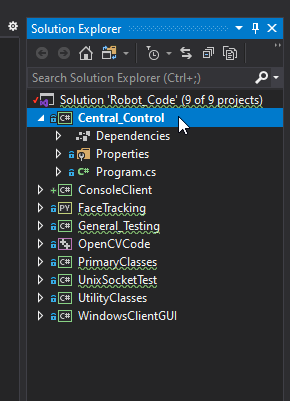 Solution Explorer
Search Solution Explorer (Ctrl+;)
Solution 'Robot_Code' (9 of 9 projects)
C# Central_Control
Dependencies
Properties
C# Program.cs
C# ConsoleClient
PY FaceTracking
C# General_Testing
OpenCVCode
C# PrimaryClasses
C# UnixSocketTest
C# UtilityClasses
C# WindowsClientGUI